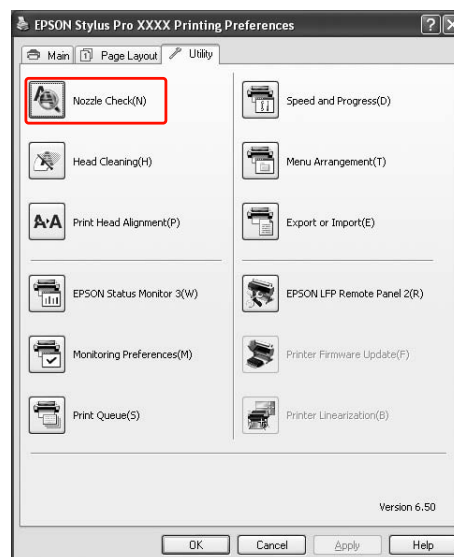 EPSON Stylus Pro XXXX Printing Preferences
Main
Page Layout
Utility
Nozzle Check(N)
Speed and Progress(D)
Head Cleaning(H)
Menu Arrangement(T)
A A Print Head Alignment(P)
Export or Import(E)
EPSON Status Monitor 3(W)
EPSON LFP Remote Panel 2(R)
Monitoring Preferences(M)
Printer Firmware Update(F)
Print Queue(S)
Printer Linearization(B)
Version 6.50
OK
Cancel
Apply
Help